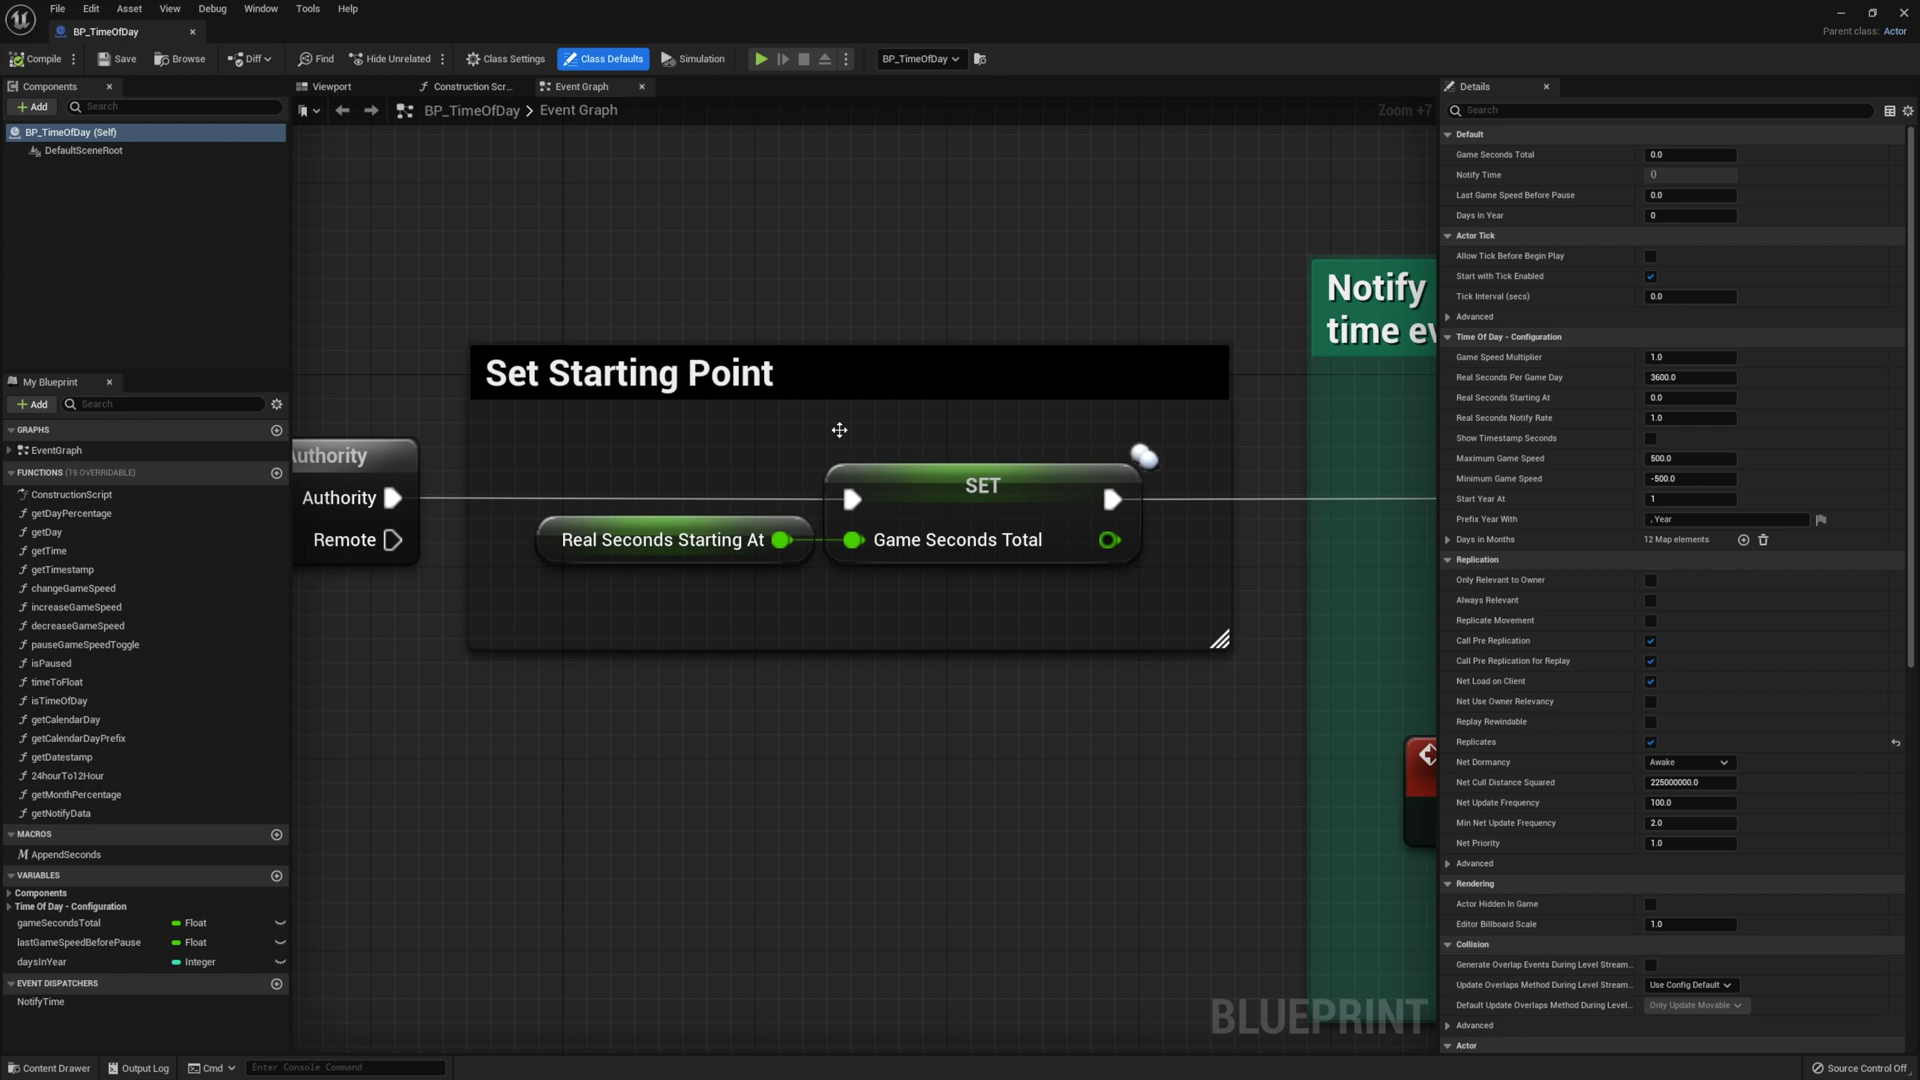 File Edit Asset View Debug Window Tools Help
BP_TimeOfDay
Parent class: Actor
Compile Save Browse Diff Find Hide Unrelated Class Settings Class Defaults Simulation BP_TimeOfDay
Components
Add Search
BP_TimeOfDay (Self)
DefaultSceneRoot
My Blueprint
Add Search
GRAPHS
EventGraph
FUNCTIONS (19 OVERRIDABLE)
ConstructionScript
getDayPercentage
getDay
getTime
getTimestamp
changeGameSpeed
increaseGameSpeed
decreaseGameSpeed
pauseGameSpeedToggle
isPaused
timeToFloat
isTimeOfDay
getCalendarDay
getCalendarDayPrefix
getDatestamp
24hourTo12Hour
getMonthPercentage
getNotifyData
MACROS
AppendSeconds
VARIABLES
Components
Time Of Day - Configuration
gameSecondsTotal Float
lastGameSpeedBeforePause Float
daysInYear Integer
EVENT DISPATCHERS
NotifyTime
Viewport Construction Scr... Event Graph
BP_TimeOfDay > Event Graph
Zoom +7
Set Starting Point
Authority
Authority
Remote
Real Seconds Starting At
SET
Game Seconds Total
Notify
time ev
BLUEPRINT
Details
Search
Default
Game Seconds Total 0.0
Notify Time ()
Last Game Speed Before Pause 0.0
Days in Year 0
Actor Tick
Allow Tick Before Begin Play
Start with Tick Enabled
Tick Interval (secs) 0.0
Advanced
Time Of Day - Configuration
Game Speed Multiplier 1.0
Real Seconds Per Game Day 3600.0
Real Seconds Starting At 0.0
Real Seconds Notify Rate 1.0
Show Timestamp Seconds
Maximum Game Speed 500.0
Minimum Game Speed -500.0
Start Year At 1
Prefix Year With , Year
Days in Months 12 Map elements
Replication
Only Relevant to Owner
Always Relevant
Replicate Movement
Call Pre Replication
Call Pre Replication for Replay
Net Load on Client
Net Use Owner Relevancy
Replay Rewindable
Replicates
Net Dormancy Awake
Net Cull Distance Squared 225000000.0
Net Update Frequency 100.0
Min Net Update Frequency 2.0
Net Priority 1.0
Advanced
Rendering
Actor Hidden In Game
Editor Billboard Scale 1.0
Collision
Generate Overlap Events During Level Stream...
Update Overlaps Method During Level Stream... Use Config Default
Default Update Overlaps Method During Level... Only Update Movable
Advanced
Actor
Content Drawer Output Log Cmd Enter Console Command Source Control Off